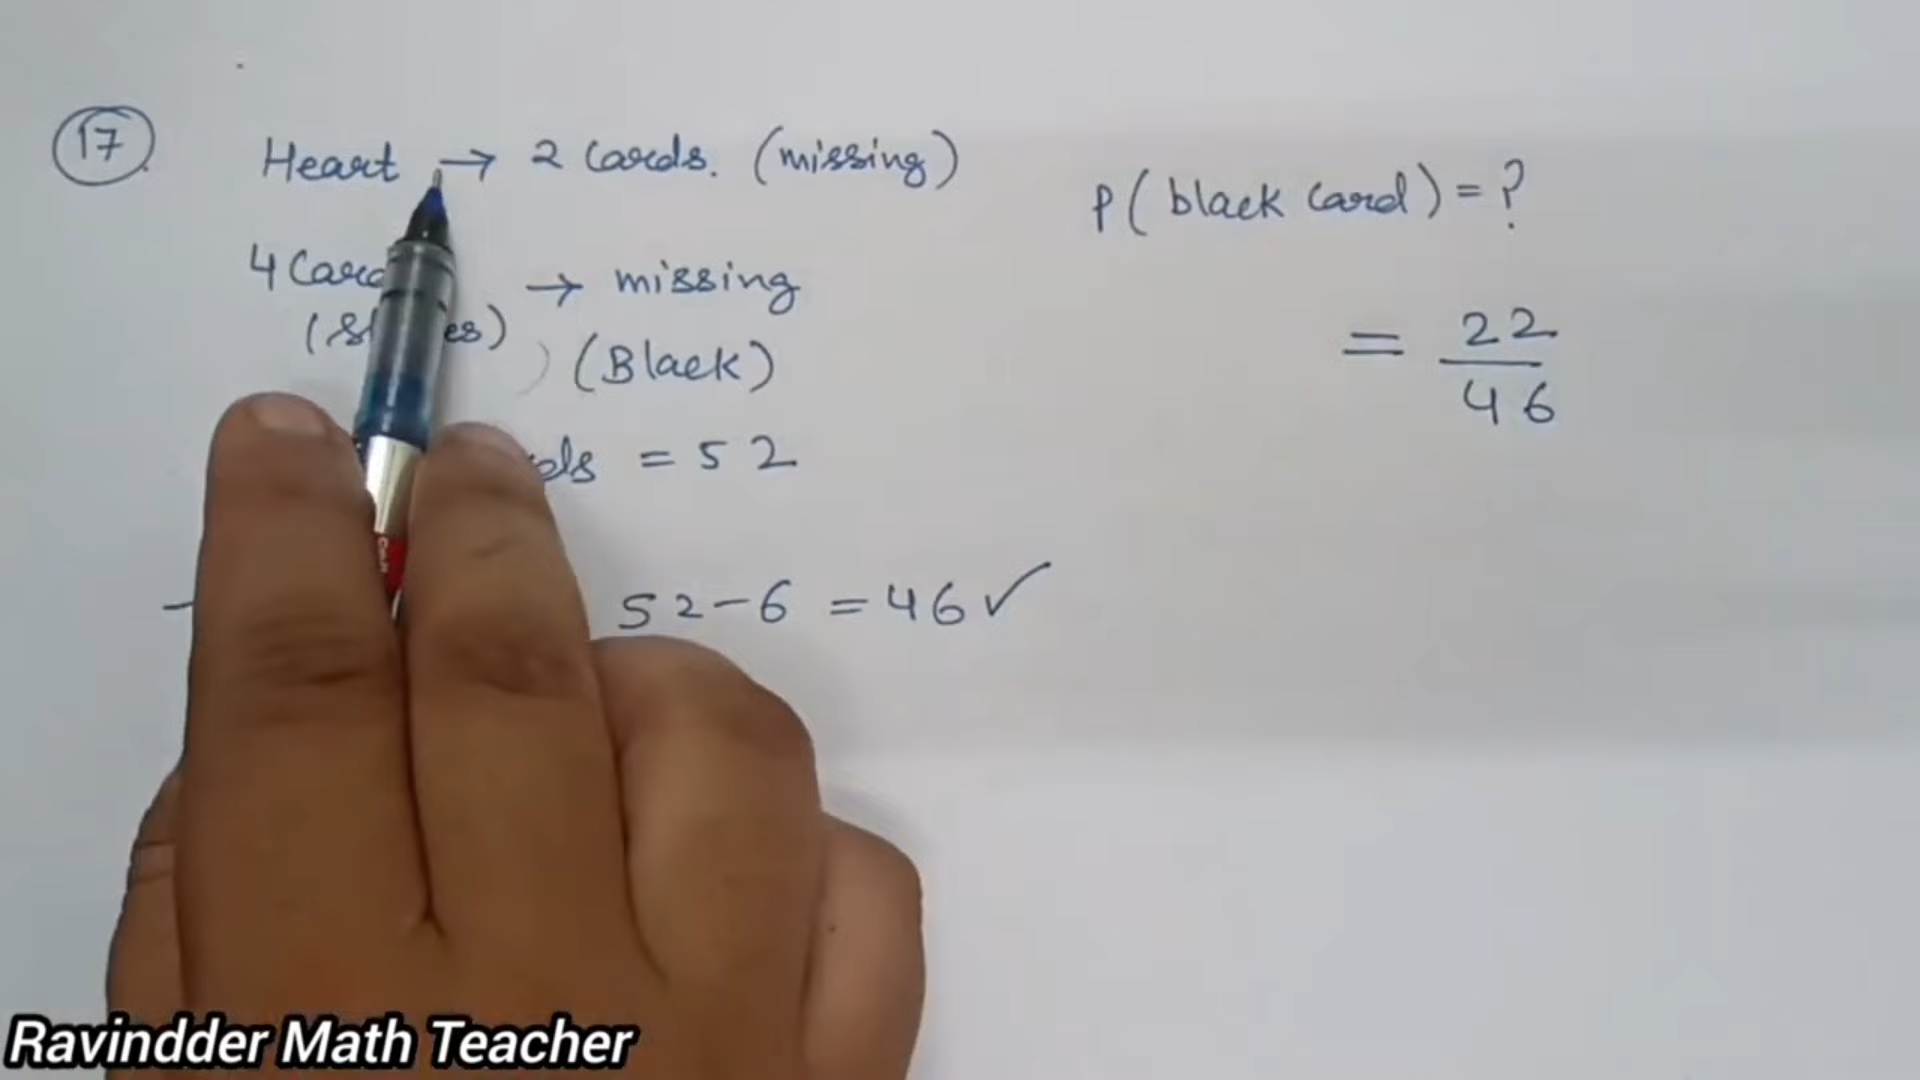 17
Heart → 2 Cards. (missing)
4 → missing
(Black)
= 52
52-6 = 46 ✓
P(black Card) = ?
= 22
46
Ravindder Math Teacher